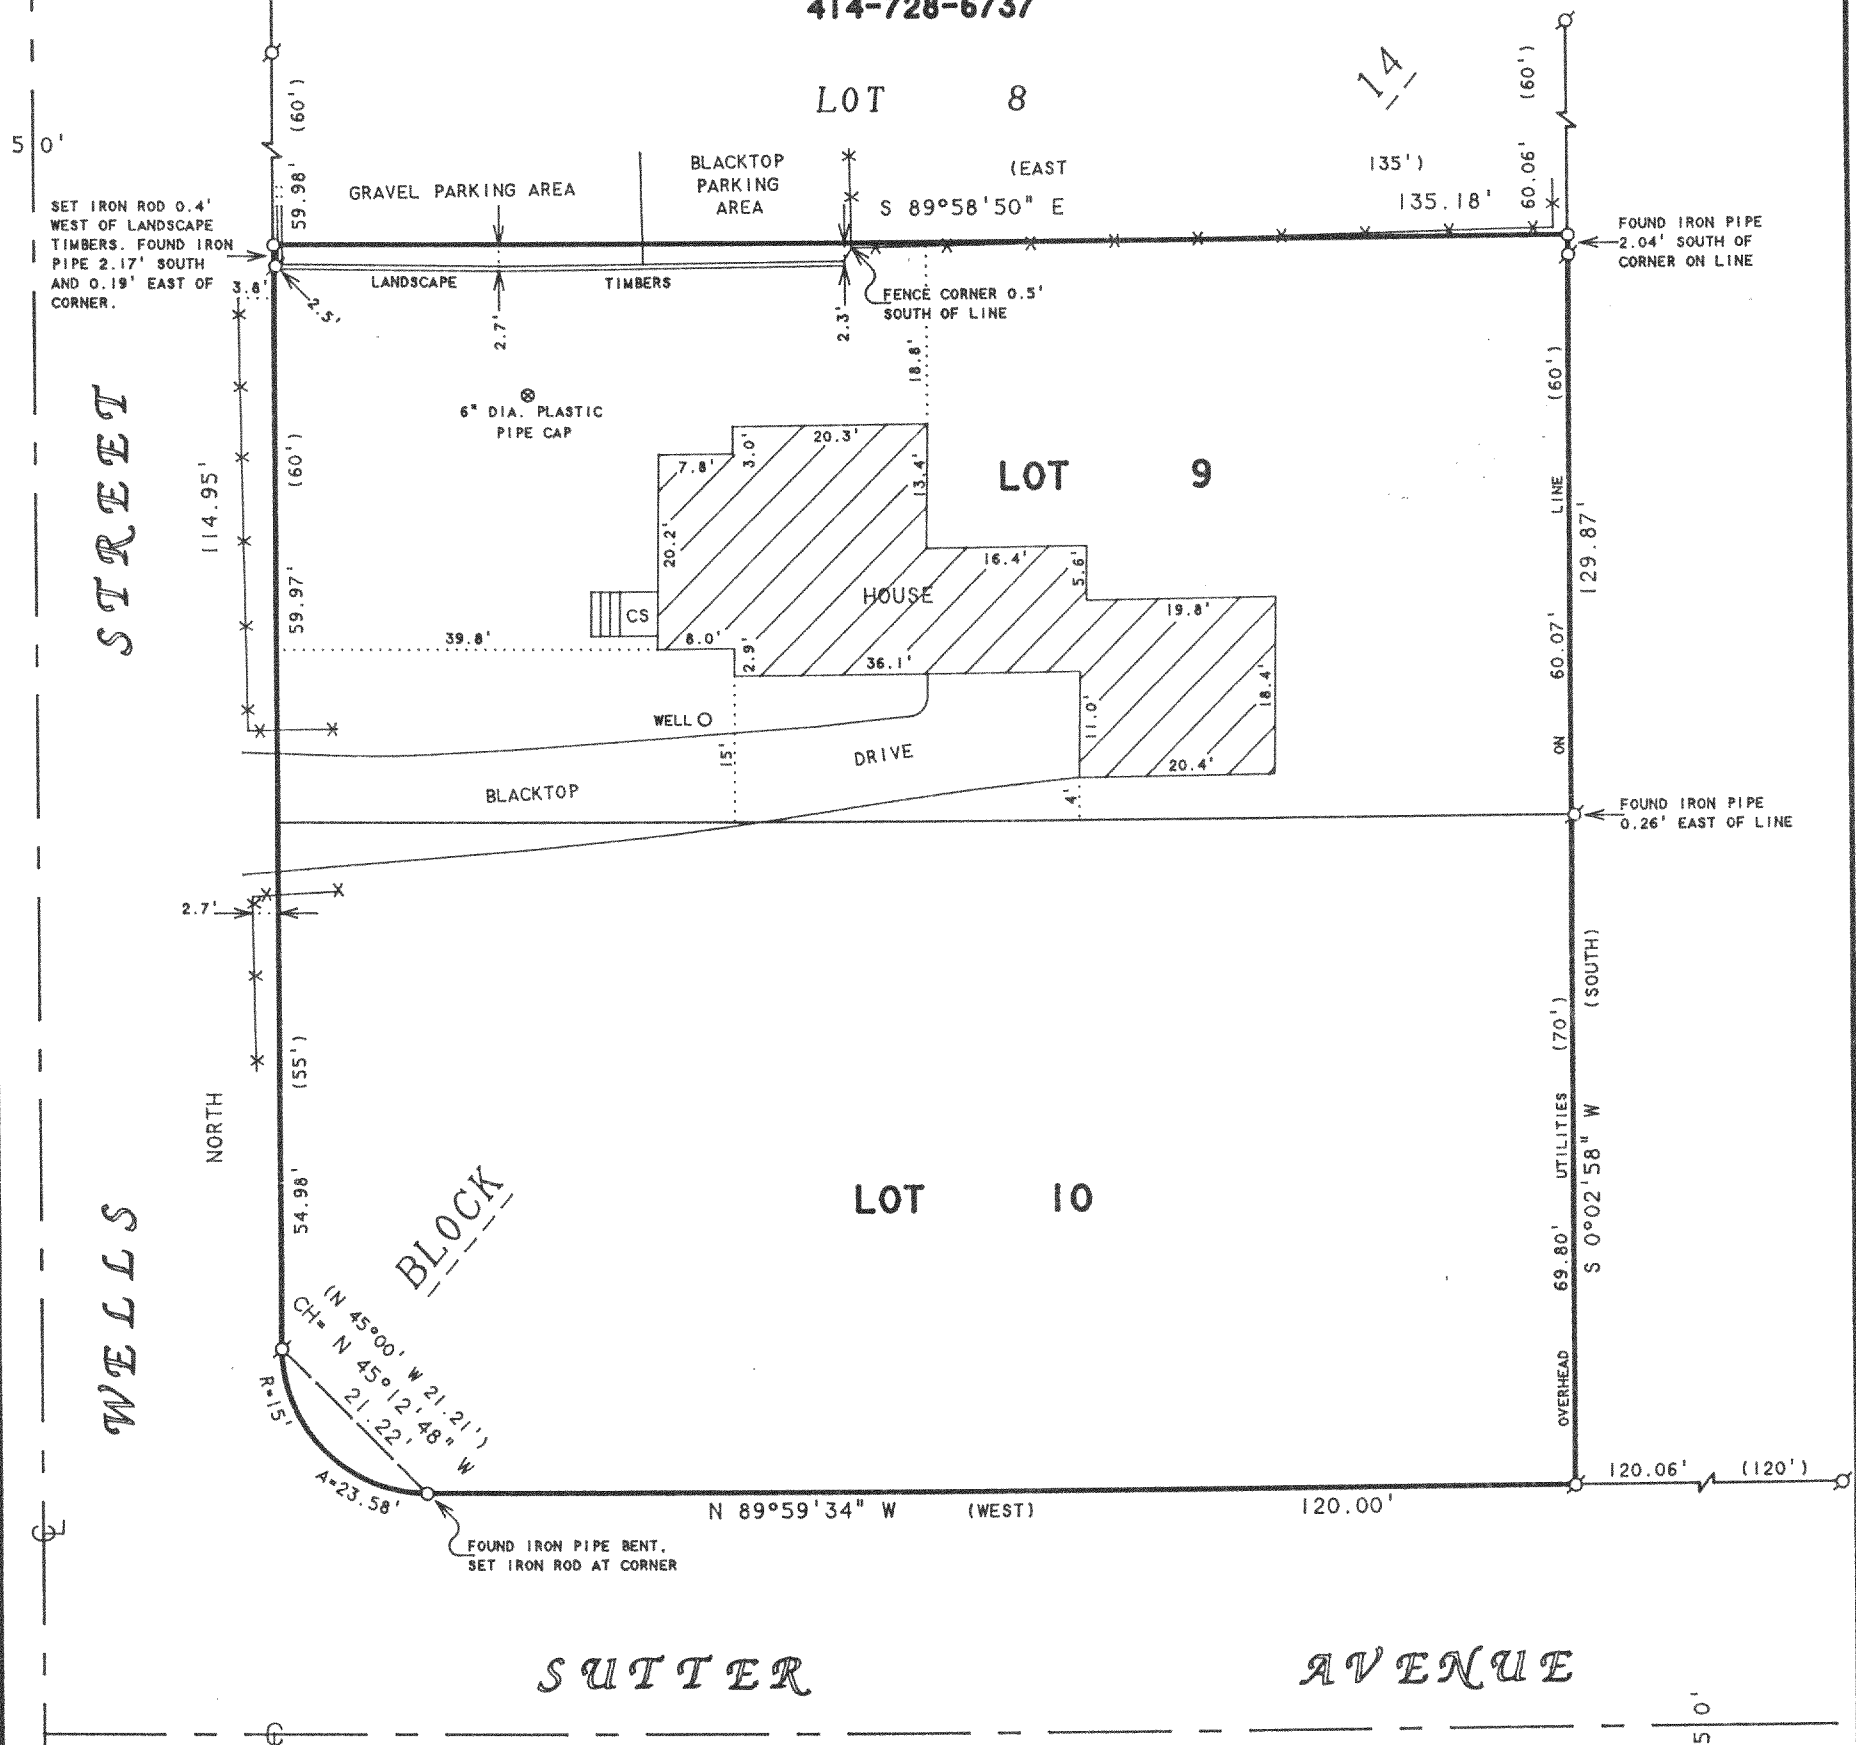 414-728-6737
LOT 8
14
(60')
(60')
5 0'
BLACKTOP
PARKING
AREA
GRAVEL PARKING AREA
(EAST 135')
S 89°58'50" E 135.18'
59.98'
60.06'
SET IRON ROD 0.4'
WEST OF LANDSCAPE
TIMBERS. FOUND IRON
PIPE 2.17' SOUTH
AND 0.19' EAST OF
CORNER.
FOUND IRON PIPE
2.04' SOUTH OF
CORNER ON LINE
3.8'
2.5'
LANDSCAPE TIMBERS
2.7'
2.3'
FENCE CORNER 0.5'
SOUTH OF LINE
18.8'
6" DIA. PLASTIC
PIPE CAP
LOT 9
20.3'
7.8'
3.0'
13.4'
20.2'
16.4'
5.6'
HOUSE
19.8'
CS
39.8'
8.0'
2.9'
36.1'
18.4'
11.0'
20.4'
WELL
15'
4'
BLACKTOP DRIVE
STREET
114.95'
(60')
59.97'
(60')
LINE
129.87'
60.07'
ON
FOUND IRON PIPE
0.26' EAST OF LINE
2.7'
(55')
NORTH
54.98'
(SOUTH)
(70')
UTILITIES
S 0°02'58" W
69.80'
OVERHEAD
LOT 10
BLOCK
WELLS
(N 45°00' W 21.21')
CH= N 45°12'48" W
21.22'
R=15'
A=23.58'
N 89°59'34" W (WEST) 120.00'
120.06' (120')
FOUND IRON PIPE BENT.
SET IRON ROD AT CORNER
SUTTER AVENUE
5 0'